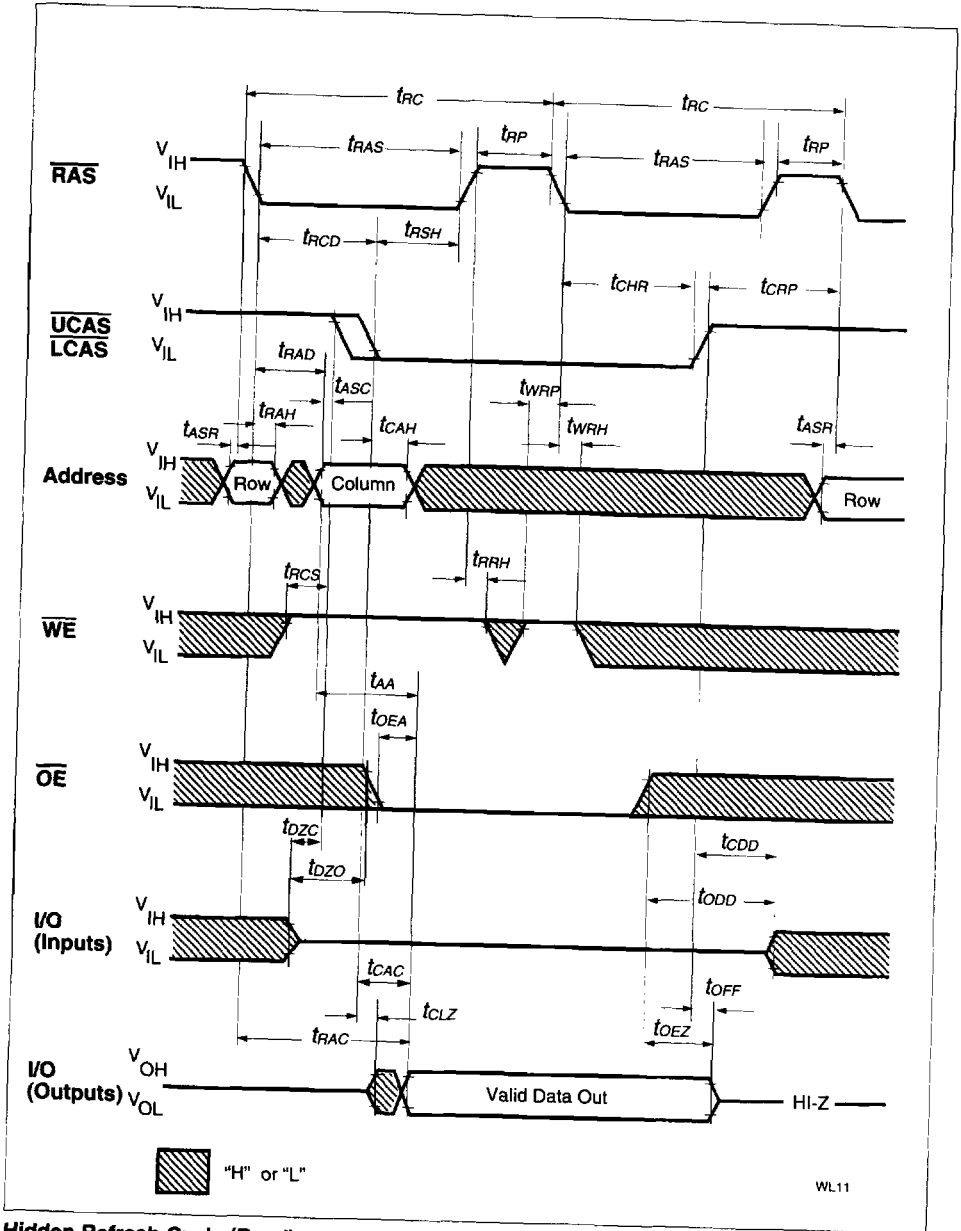 tRC tRC
tRAS tRP tRAS tRP
RAS VIH
VIL
tRCD tRSH
tCHR tCRP
UCAS VIH
LCAS VIL
tRAD
tASC tWRP
tASR tRAH tCAH tWRH tASR
Address VIH
VIL
Row Column Row
tRCS tRRH
WE VIH
VIL
tAA
tOEA
OE VIH
VIL
tDZC tCDD
tDZO tODD
I/O VIH
(Inputs) VIL
tCAC tOFF
tCLZ tOEZ
tRAC
I/O VOH
(Outputs) VOL
Valid Data Out HI-Z
"H" or "L"
WL11
Hidden Refresh Cycle